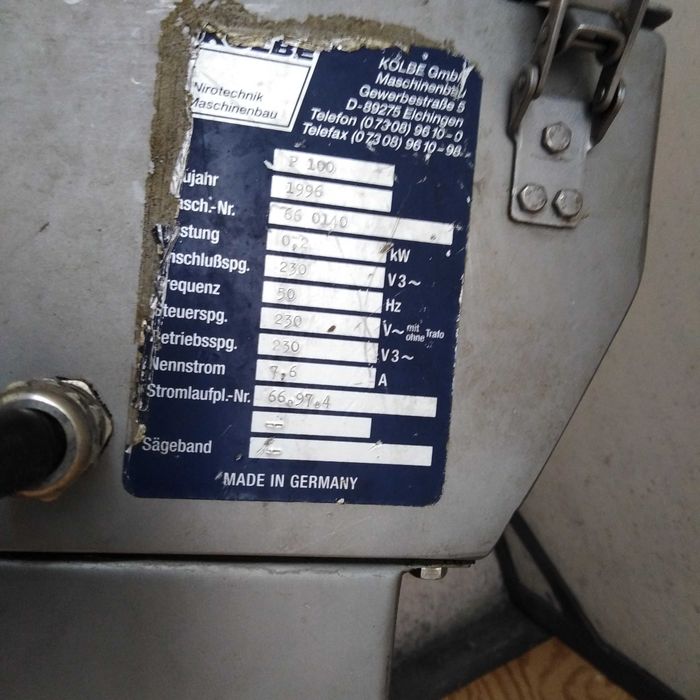 KOLBE
Nirotechnik
Maschinenbau
KOLBE GmbH
Maschinenbau
Gewerbestraße 5
D-89275 Elchingen
Telefon (07308) 9610-0
Telefax (07308) 9610-98
P 100
ujahr 1996
asch.-Nr. 66 0140
stung 0,2 kW
nschlußspg. 230 V3~
requenz 50 Hz
Steuerspg. 230 V~ mit ohne Trafo
Betriebsspg. 230 V3~
Nennstrom 7,6 A
Stromlaufpl.-Nr. 66.97.4
--
Sägeband --
MADE IN GERMANY